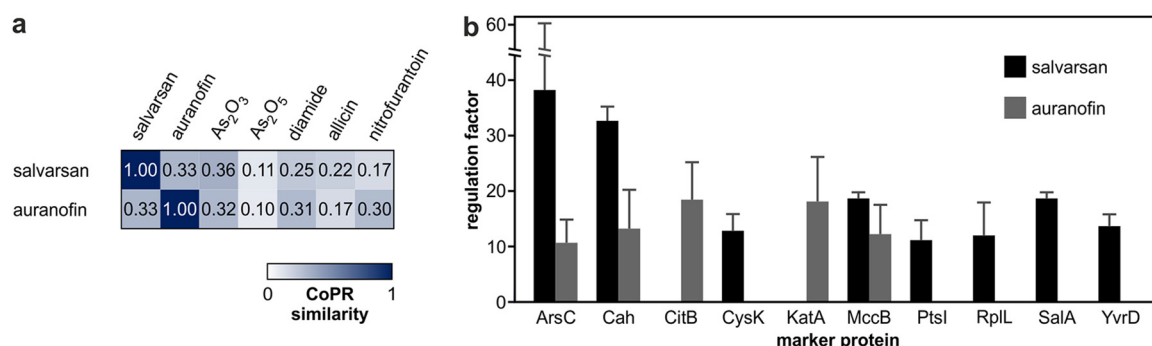 a
salvarsan auranofin As2O3 As2O5 diamide allicin nitrofurantoin
salvarsan 1.00 0.33 0.36 0.11 0.25 0.22 0.17
auranofin 0.33 1.00 0.32 0.10 0.31 0.17 0.30
0 CoPR 1
similarity
b
regulation factor
60
40
30
20
10
0
salvarsan
auranofin
ArsC Cah CitB CysK KatA MccB PtsI RplL SalA YvrD
marker protein